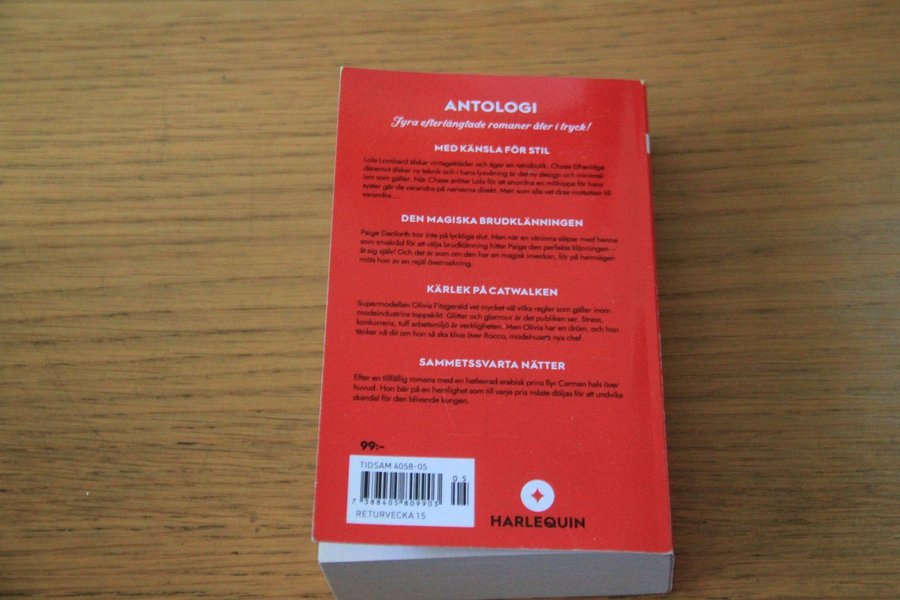 ANTOLOGI
Fyra efterlängtade romaner åter i tryck!
MED KÄNSLA FÖR STIL
Lola Lombard älskar vintagekläder och äger en retrobutik. Chase Etheridge
däremot älskar ny teknik och i hans lyxvåning är det ny design och minimal-
ism som gäller. När Chase anlitar Lola för att anordna en möhippa för hans
syster går de varandra på nerverna direkt. Men som alla vet dras motsatser till
varandra ...
DEN MAGISKA BRUDKLÄNNINGEN
Paige Danforth tror inte på lyckliga slut. Men när en väninna släpar med henne
som smakråd för att välja brudklänning hittar Paige den perfekta klänningen –
åt sig själv! Och det är som om den har en magisk inverkan, för på hemvägen
möts hon av en rejäl överraskning.
KÄRLEK PÅ CATWALKEN
Supermodellen Olivia Fitzgerald vet mycket väl vilka regler som gäller inom
modeindustrins toppskikt. Glitter och glamour är det publiken ser. Stress,
konkurrens, tuff arbetsmiljö är verkligheten. Men Olivia har en dröm, och hon
tänker nå dit om hon så ska kliva över Rocco, modehusets nya chef.
SAMMETSSVARTA NÄTTER
Efter en tillfällig romans med en hetlevrad arabisk prins flyr Carman hals över
huvud. Hon bär på en hemlighet som till varje pris måste döljas för att undvika
skandal för den blivande kungen.
99:-
TIDSAM 4058-05
05
7 388405 809903
RETURVECKA 15
HARLEQUIN